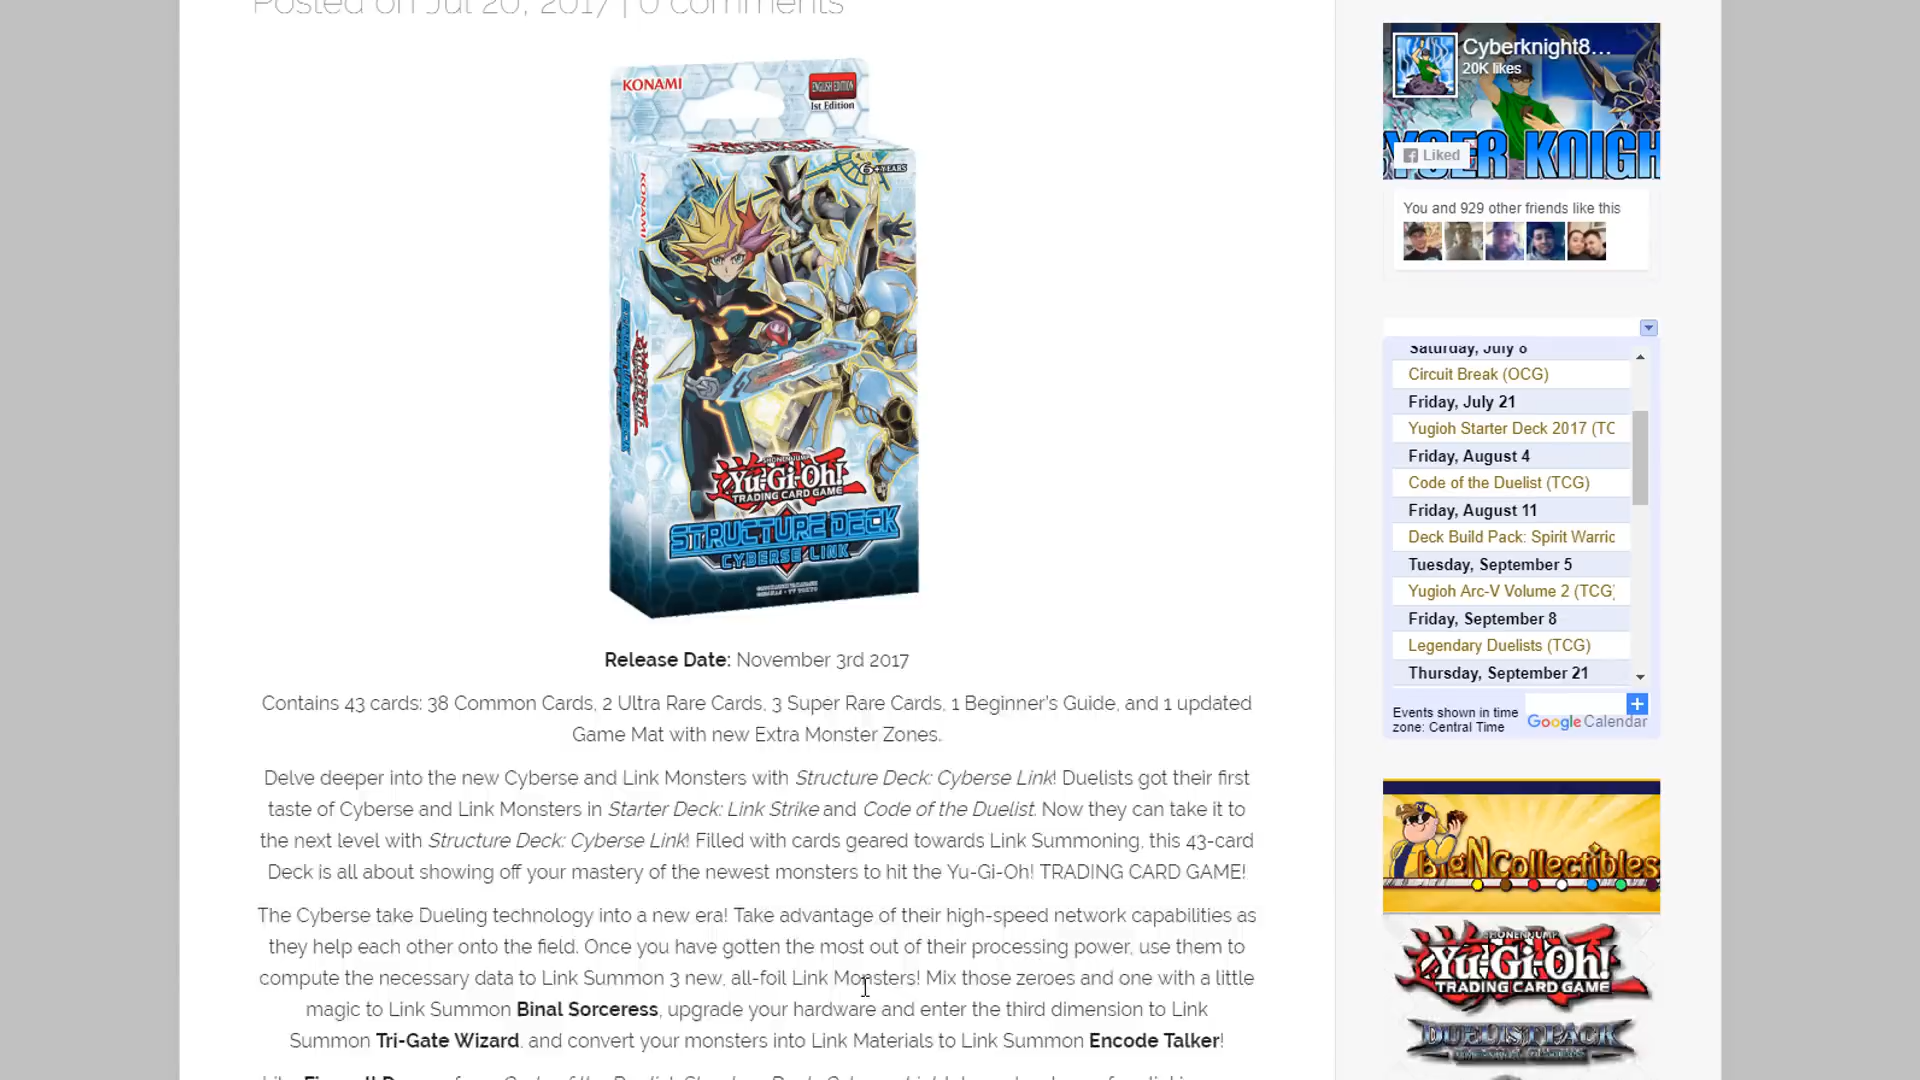 Posted on Jul 20, 2017 | 0 comments
KONAMI
ENGLISH EDITION
1st Edition
6+ YEARS
KONAMI
SHONEN JUMP
Yu-Gi-Oh!
TRADING CARD GAME
STRUCTURE DECK
CYBERSE LINK
Release Date: November 3rd 2017
Contains 43 cards: 38 Common Cards, 2 Ultra Rare Cards, 3 Super Rare Cards, 1 Beginner's Guide, and 1 updated
Game Mat with new Extra Monster Zones.
Delve deeper into the new Cyberse and Link Monsters with Structure Deck: Cyberse Link! Duelists got their first
taste of Cyberse and Link Monsters in Starter Deck: Link Strike and Code of the Duelist. Now they can take it to
the next level with Structure Deck: Cyberse Link! Filled with cards geared towards Link Summoning, this 43-card
Deck is all about showing off your mastery of the newest monsters to hit the Yu-Gi-Oh! TRADING CARD GAME!
The Cyberse take Dueling technology into a new era! Take advantage of their high-speed network capabilities as
they help each other onto the field. Once you have gotten the most out of their processing power, use them to
compute the necessary data to Link Summon 3 new, all-foil Link Monsters! Mix those zeroes and one with a little
magic to Link Summon Binal Sorceress, upgrade your hardware and enter the third dimension to Link
Summon Tri-Gate Wizard. and convert your monsters into Link Materials to Link Summon Encode Talker!
Cyberknight8...
20K likes
YBER KNIGH
Liked
You and 929 other friends like this
Saturday, July 8
Circuit Break (OCG)
Friday, July 21
Yugioh Starter Deck 2017 (TC
Friday, August 4
Code of the Duelist (TCG)
Friday, August 11
Deck Build Pack: Spirit Warric
Tuesday, September 5
Yugioh Arc-V Volume 2 (TCG)
Friday, September 8
Legendary Duelists (TCG)
Thursday, September 21
Events shown in time
zone: Central Time
Google Calendar
BigNCollectibles
SHONEN JUMP
Yu-Gi-Oh!
TRADING CARD GAME
DUELIST PACK